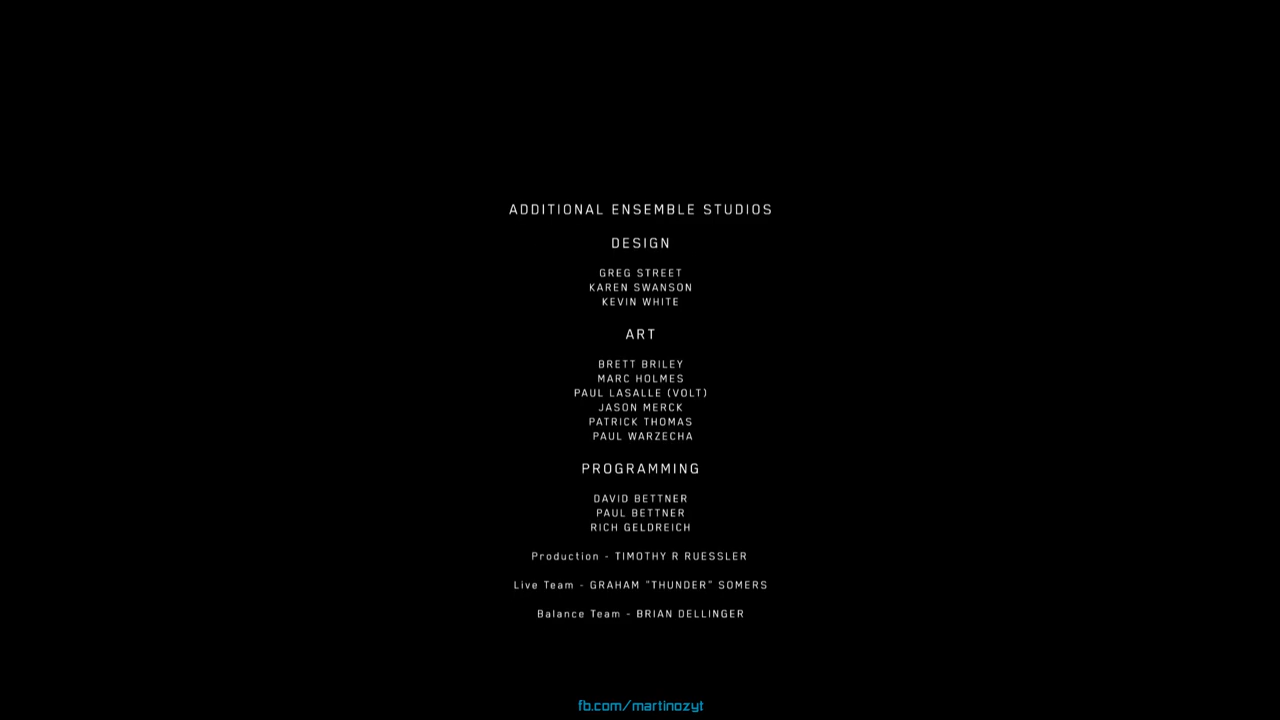 ADDITIONAL ENSEMBLE STUDIOS
DESIGN
GREG STREET
KAREN SWANSON
KEVIN WHITE
ART
BRETT BRILEY
MARC HOLMES
PAUL LASALLE (VOLT)
JASON MERCK
PATRICK THOMAS
PAUL WARZECHA
PROGRAMMING
DAVID BETTNER
PAUL BETTNER
RICH GELDREICH
Production - TIMOTHY R RUESSLER
Live Team - GRAHAM "THUNDER" SOMERS
Balance Team - BRIAN DELLINGER
fb.com/martinozyt